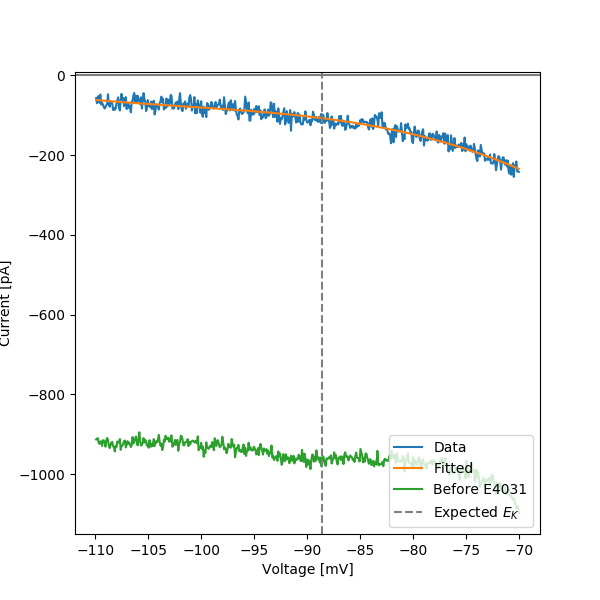 0
−200
−400
−600
−800
−1000
Current [pA]
−110 −105 −100 −95 −90 −85 −80 −75 −70
Voltage [mV]
Data
Fitted
Before E4031
Expected E_K